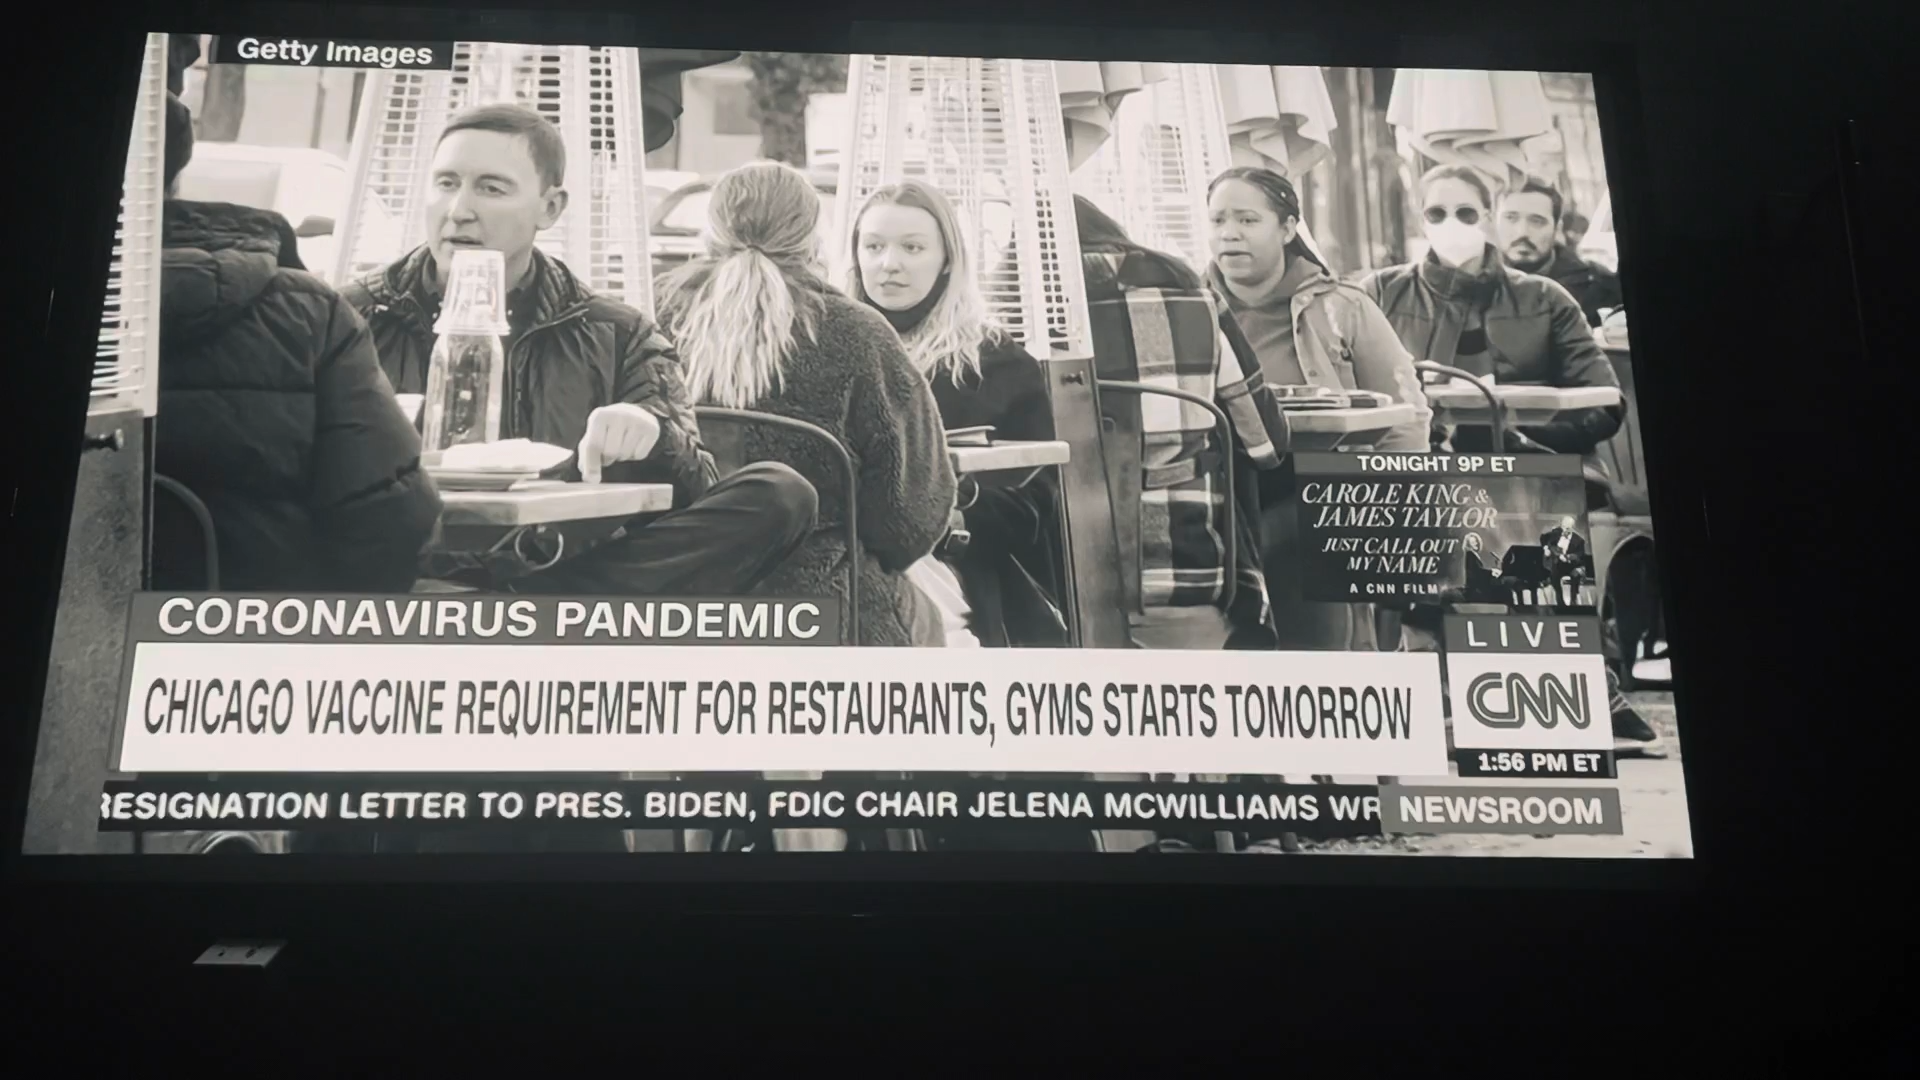 Getty Images
TONIGHT 9P ET
CAROLE KING &
JAMES TAYLOR
JUST CALL OUT
MY NAME
A CNN FILM
CORONAVIRUS PANDEMIC
LIVE
CHICAGO VACCINE REQUIREMENT FOR RESTAURANTS, GYMS STARTS TOMORROW
CNN
1:56 PM ET
RESIGNATION LETTER TO PRES. BIDEN, FDIC CHAIR JELENA MCWILLIAMS WR
NEWSROOM